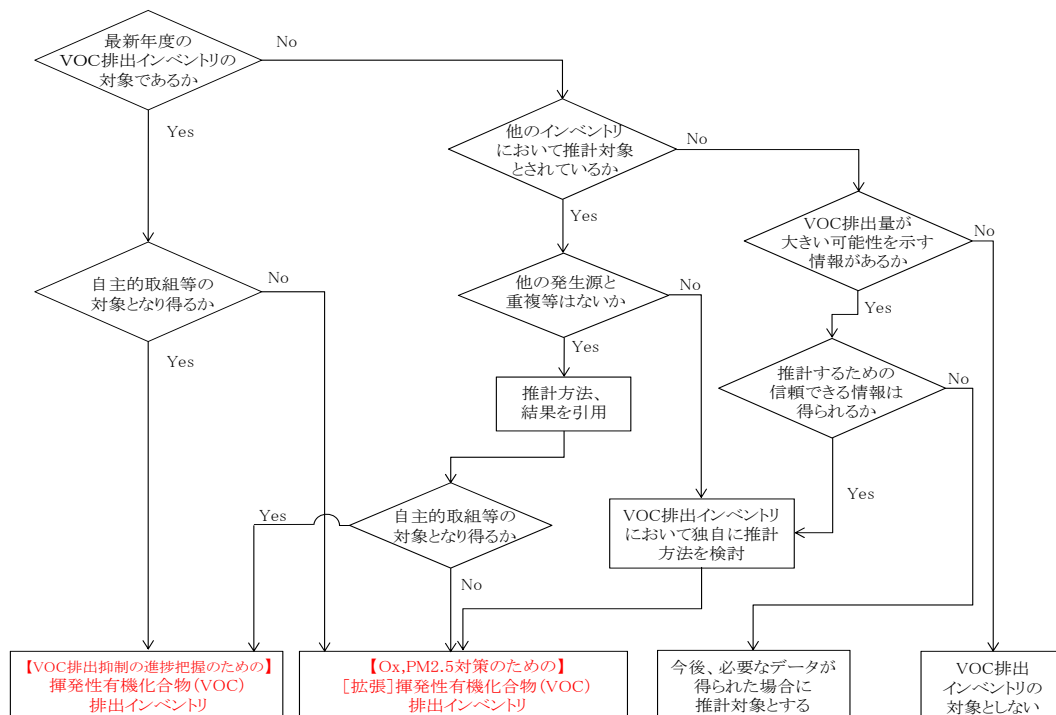 最新年度の
VOC排出インベントリの
対象であるか
No
Yes
他のインベントリ
において推計対象
とされているか
No
Yes
VOC排出量が
大きい可能性を示す
情報があるか
No
Yes
自主的取組等の
対象となり得るか
No
Yes
他の発生源と
重複等はないか
No
Yes
推計するための
信頼できる情報は
得られるか
No
Yes
推計方法、
結果を引用
自主的取組等の
対象となり得るか
Yes
No
VOC排出インベントリ
において独自に推計
方法を検討
【VOC排出抑制の進捗把握のための】
揮発性有機化合物(VOC)
排出インベントリ
【Ox,PM2.5対策のための】
[拡張]揮発性有機化合物(VOC)
排出インベントリ
今後、必要なデータが
得られた場合に
推計対象とする
VOC排出
インベントリの
対象としない